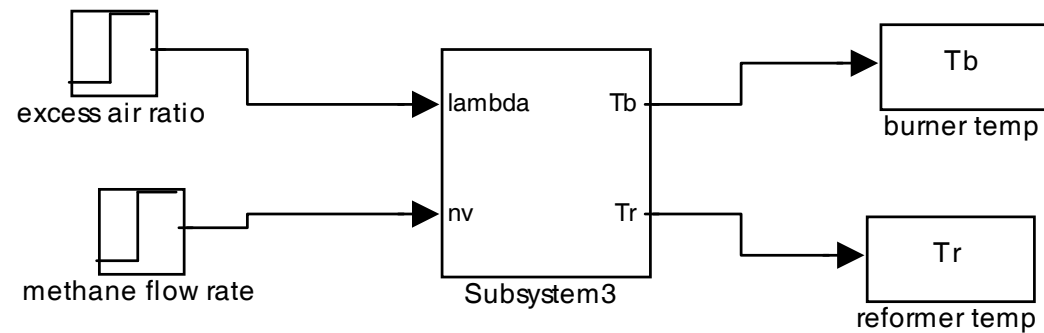 excess air ratio
lambda
nv
Tb
Tr
Subsystem3
methane flow rate
Tb
burner temp
Tr
reformer temp